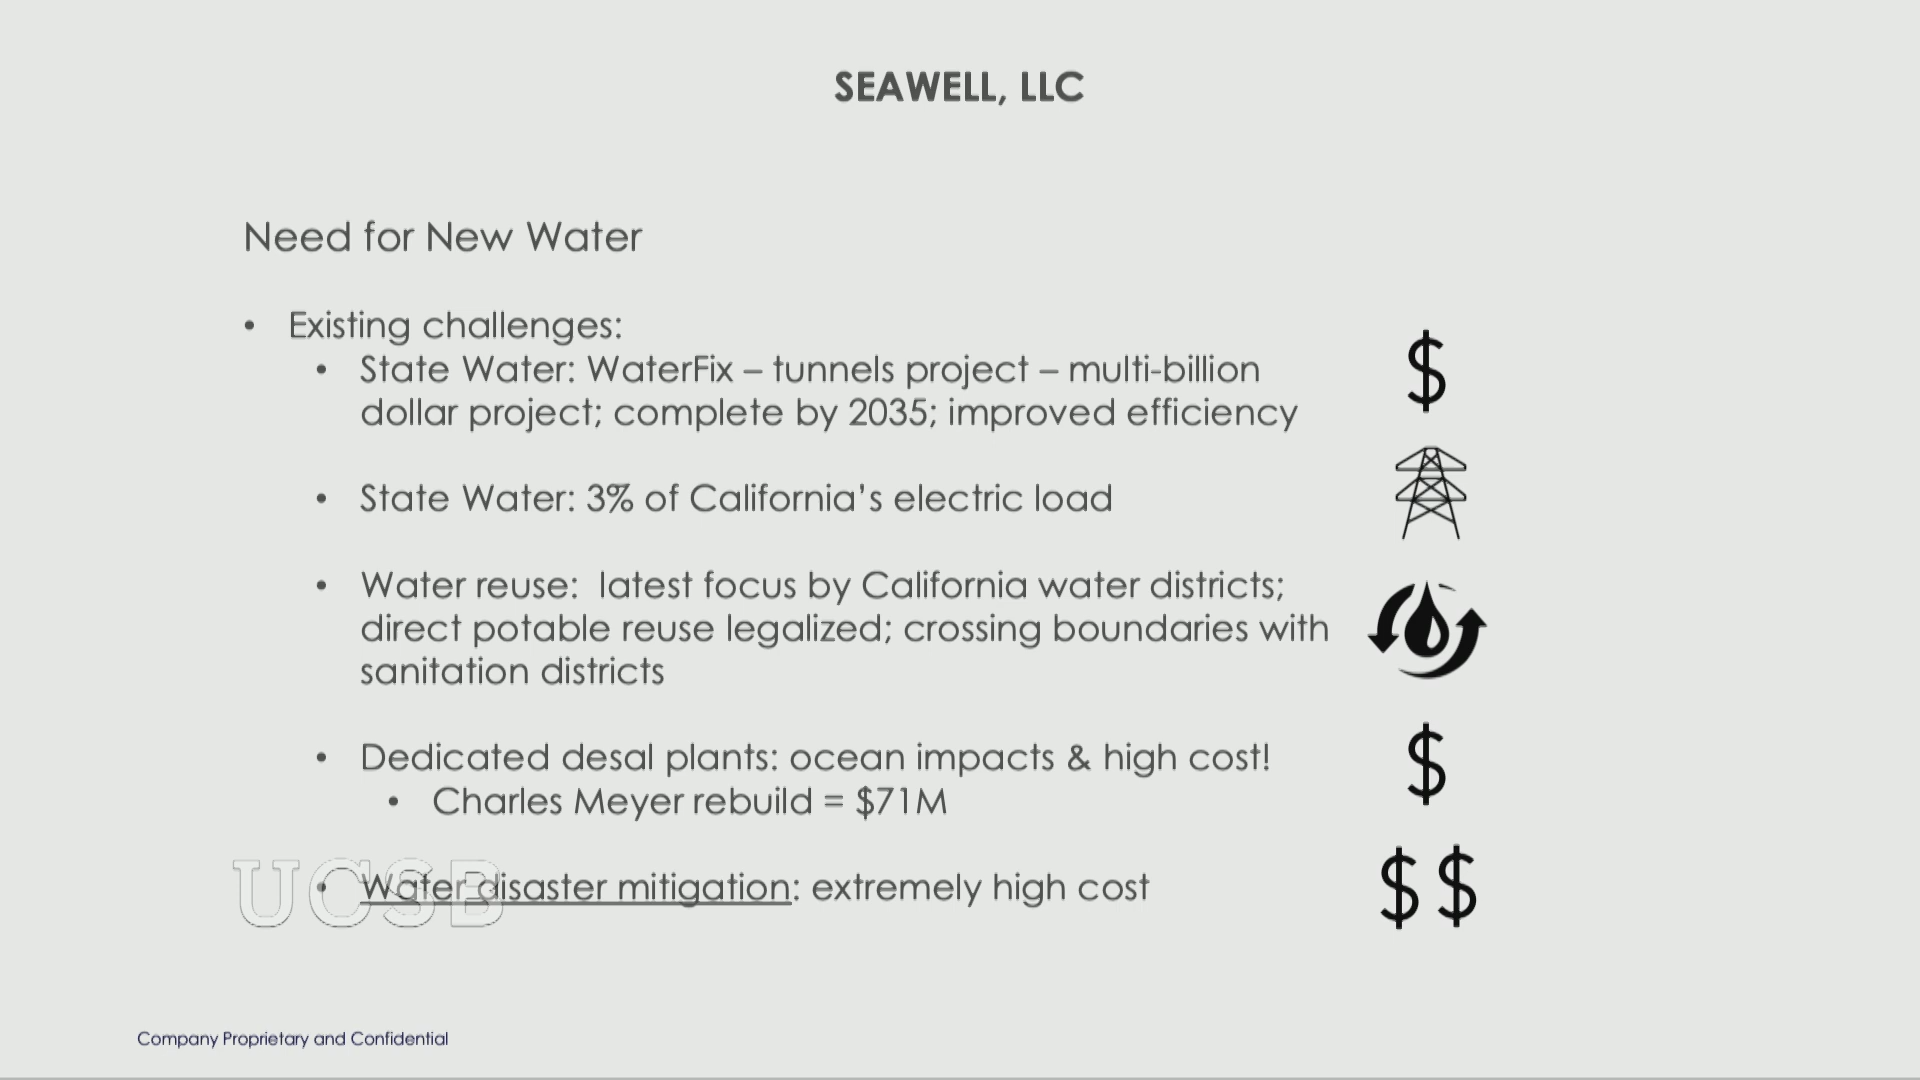 SEAWELL, LLC
Need for New Water
• Existing challenges:
• State Water: WaterFix – tunnels project – multi-billion
dollar project; complete by 2035; improved efficiency
$
• State Water: 3% of California’s electric load
• Water reuse:  latest focus by California water districts;
direct potable reuse legalized; crossing boundaries with
sanitation districts
• Dedicated desal plants: ocean impacts & high cost!
$
• Charles Meyer rebuild = $71M
• Water disaster mitigation: extremely high cost
$$
UCSB
Company Proprietary and Confidential